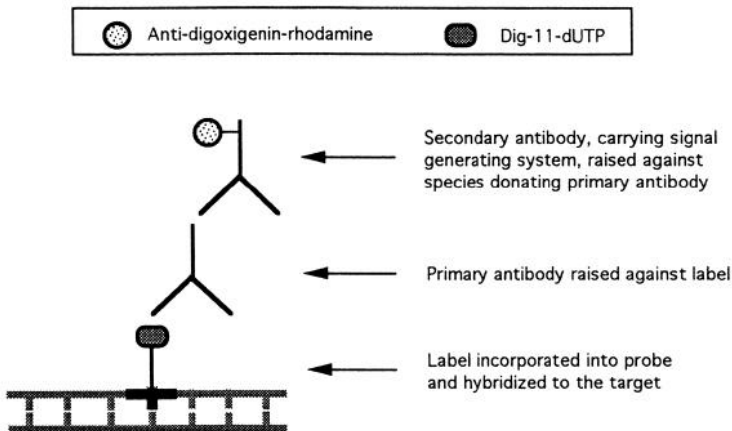 Anti-digoxigenin-rhodamine
Dig-11-dUTP
Secondary antibody, carrying signal
generating system, raised against
species donating primary antibody
Primary antibody raised against label
Label incorporated into probe
and hybridized to the target